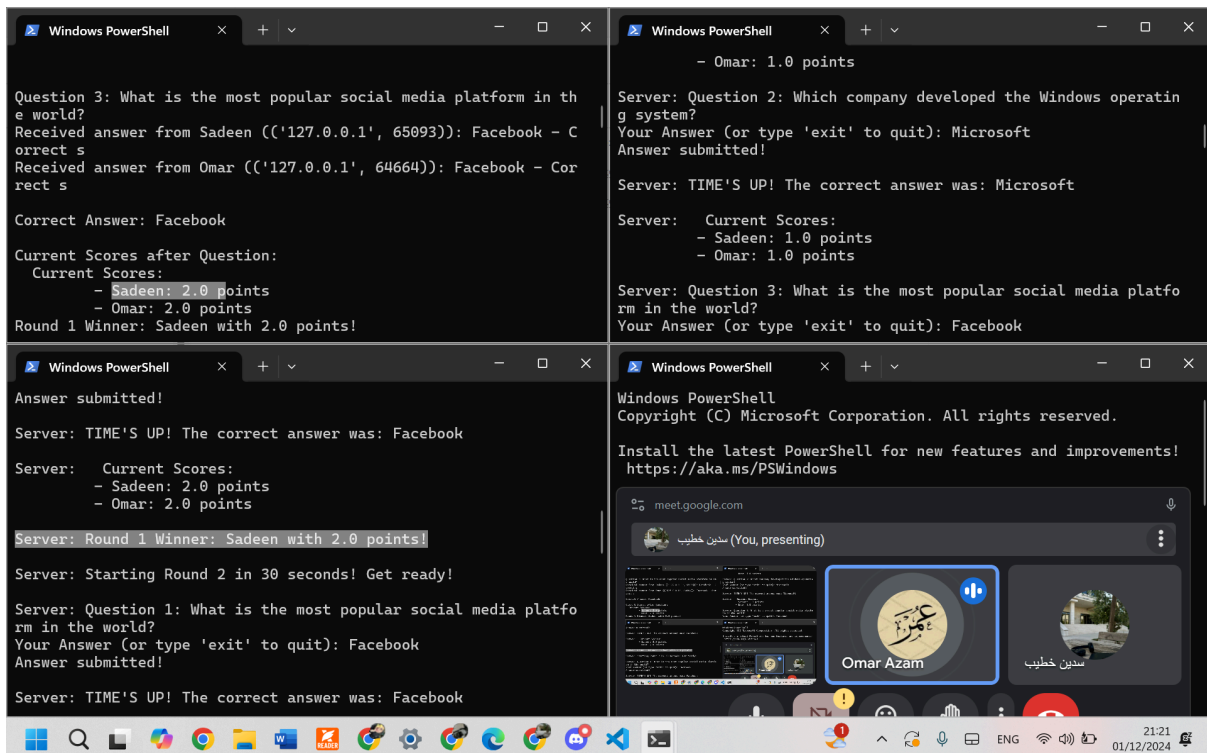 Windows PowerShell
Question 3: What is the most popular social media platform in th
e world?
Received answer from Sadeen (('127.0.0.1', 65093)): Facebook - C
orrect s
Received answer from Omar (('127.0.0.1', 64664)): Facebook - Cor
rect s
Correct Answer: Facebook
Current Scores after Question:
Current Scores:
- Sadeen: 2.0 points
- Omar: 2.0 points
Round 1 Winner: Sadeen with 2.0 points!
Windows PowerShell
- Omar: 1.0 points
Server: Question 2: Which company developed the Windows operatin
g system?
Your Answer (or type 'exit' to quit): Microsoft
Answer submitted!
Server: TIME'S UP! The correct answer was: Microsoft
Server: Current Scores:
- Sadeen: 1.0 points
- Omar: 1.0 points
Server: Question 3: What is the most popular social media platfo
rm in the world?
Your Answer (or type 'exit' to quit): Facebook
Windows PowerShell
Answer submitted!
Server: TIME'S UP! The correct answer was: Facebook
Server: Current Scores:
- Sadeen: 2.0 points
- Omar: 2.0 points
Server: Round 1 Winner: Sadeen with 2.0 points!
Server: Starting Round 2 in 30 seconds! Get ready!
Server: Question 1: What is the most popular social media platfo
rm in the world?
Your Answer (or type 'exit' to quit): Facebook
Answer submitted!
Server: TIME'S UP! The correct answer was: Facebook
Windows PowerShell
Windows PowerShell
Copyright (C) Microsoft Corporation. All rights reserved.
Install the latest PowerShell for new features and improvements!
https://aka.ms/PSWindows
meet.google.com
سدين خطيب (You, presenting)
Omar Azam
سدين خطيب
READER
1
ENG
21:21
01/12/2024